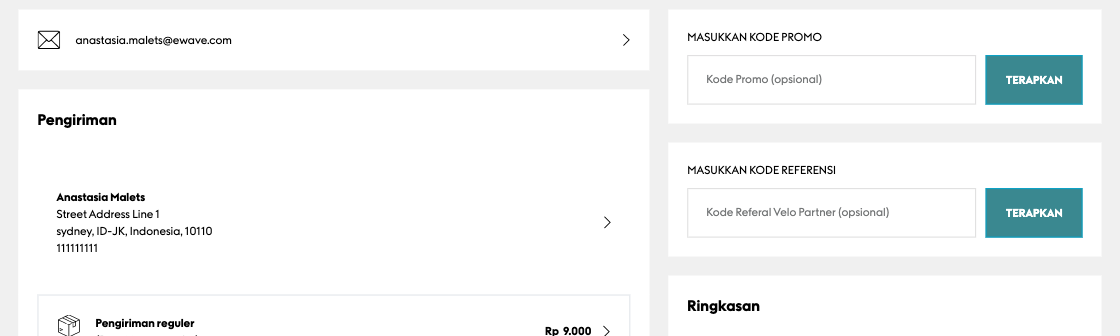 anastasia.malets@ewave.com
Pengiriman
Anastasia Malets
Street Address Line 1
sydney, ID-JK, Indonesia, 10110
111111111
Pengiriman reguler
Rp 9.000
MASUKKAN KODE PROMO
Kode Promo (opsional)
TERAPKAN
MASUKKAN KODE REFERENSI
Kode Referal Velo Partner (opsional)
TERAPKAN
Ringkasan